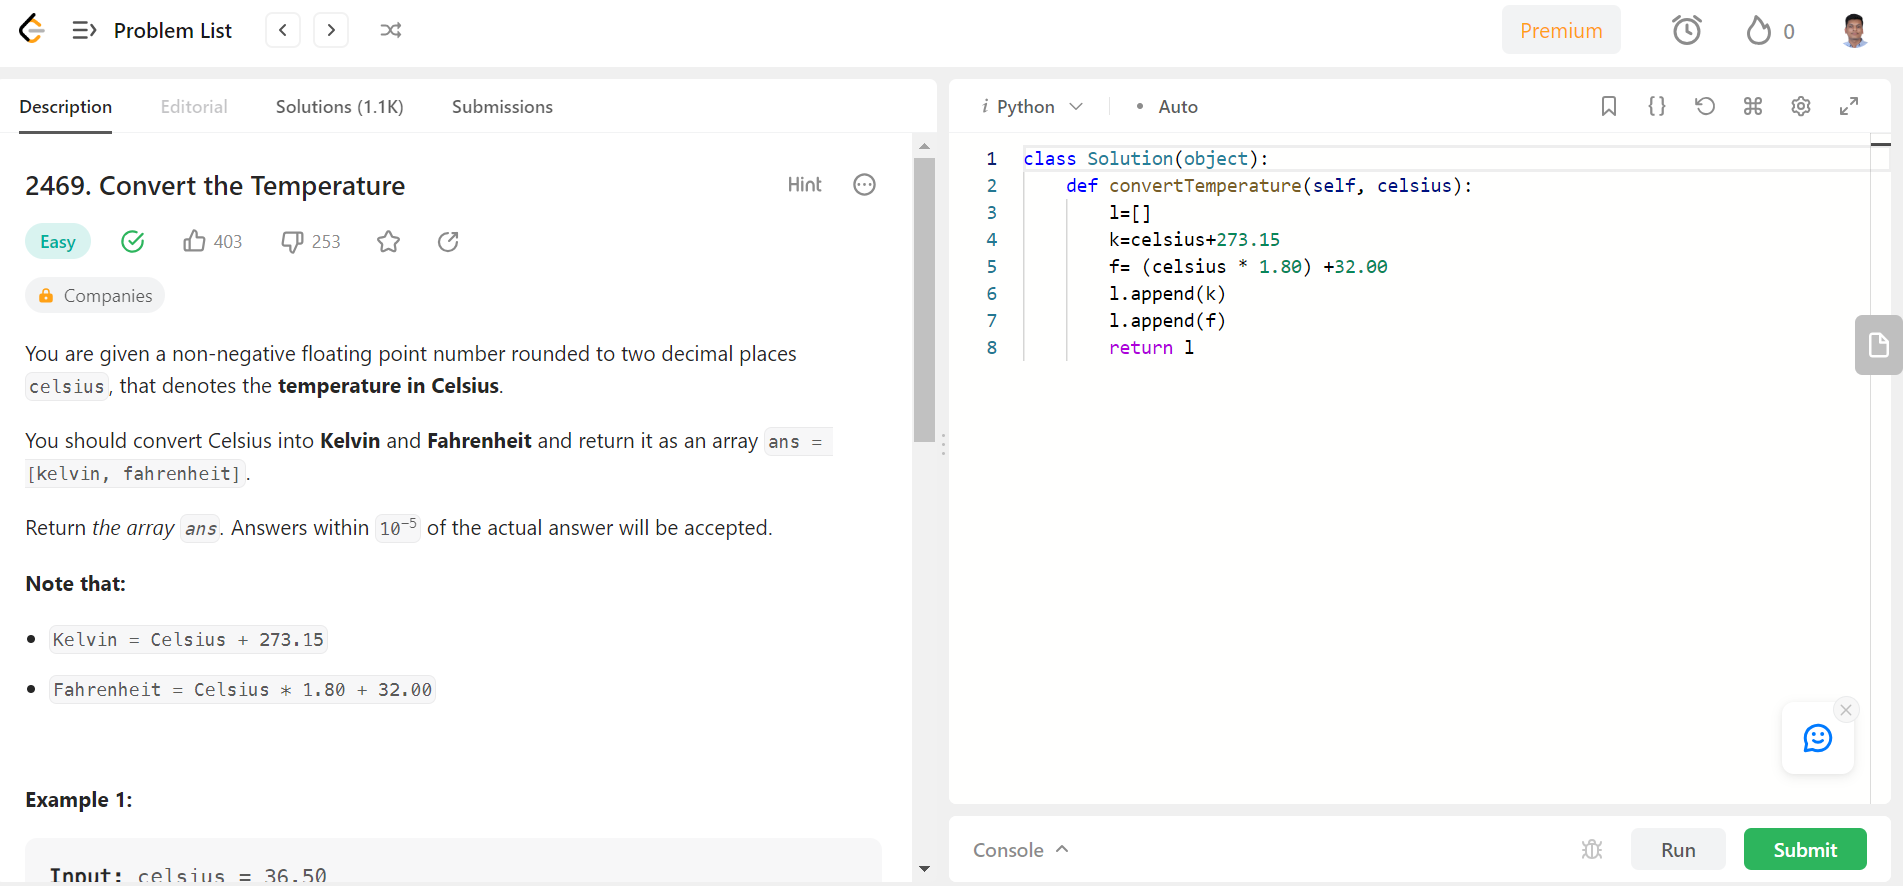 Problem List
Premium
0
Description Editorial Solutions (1.1K) Submissions
2469. Convert the Temperature
Hint
Easy 403 253
Companies
You are given a non-negative floating point number rounded to two decimal places
celsius, that denotes the temperature in Celsius.
You should convert Celsius into Kelvin and Fahrenheit and return it as an array ans =
[kelvin, fahrenheit].
Return the array ans. Answers within 10⁻⁵ of the actual answer will be accepted.
Note that:
• Kelvin = Celsius + 273.15
• Fahrenheit = Celsius * 1.80 + 32.00
Example 1:
Input: celsius = 36.50
i Python • Auto
1 class Solution(object):
2 def convertTemperature(self, celsius):
3 l=[]
4 k=celsius+273.15
5 f= (celsius * 1.80) +32.00
6 l.append(k)
7 l.append(f)
8 return l
Console
Run
Submit